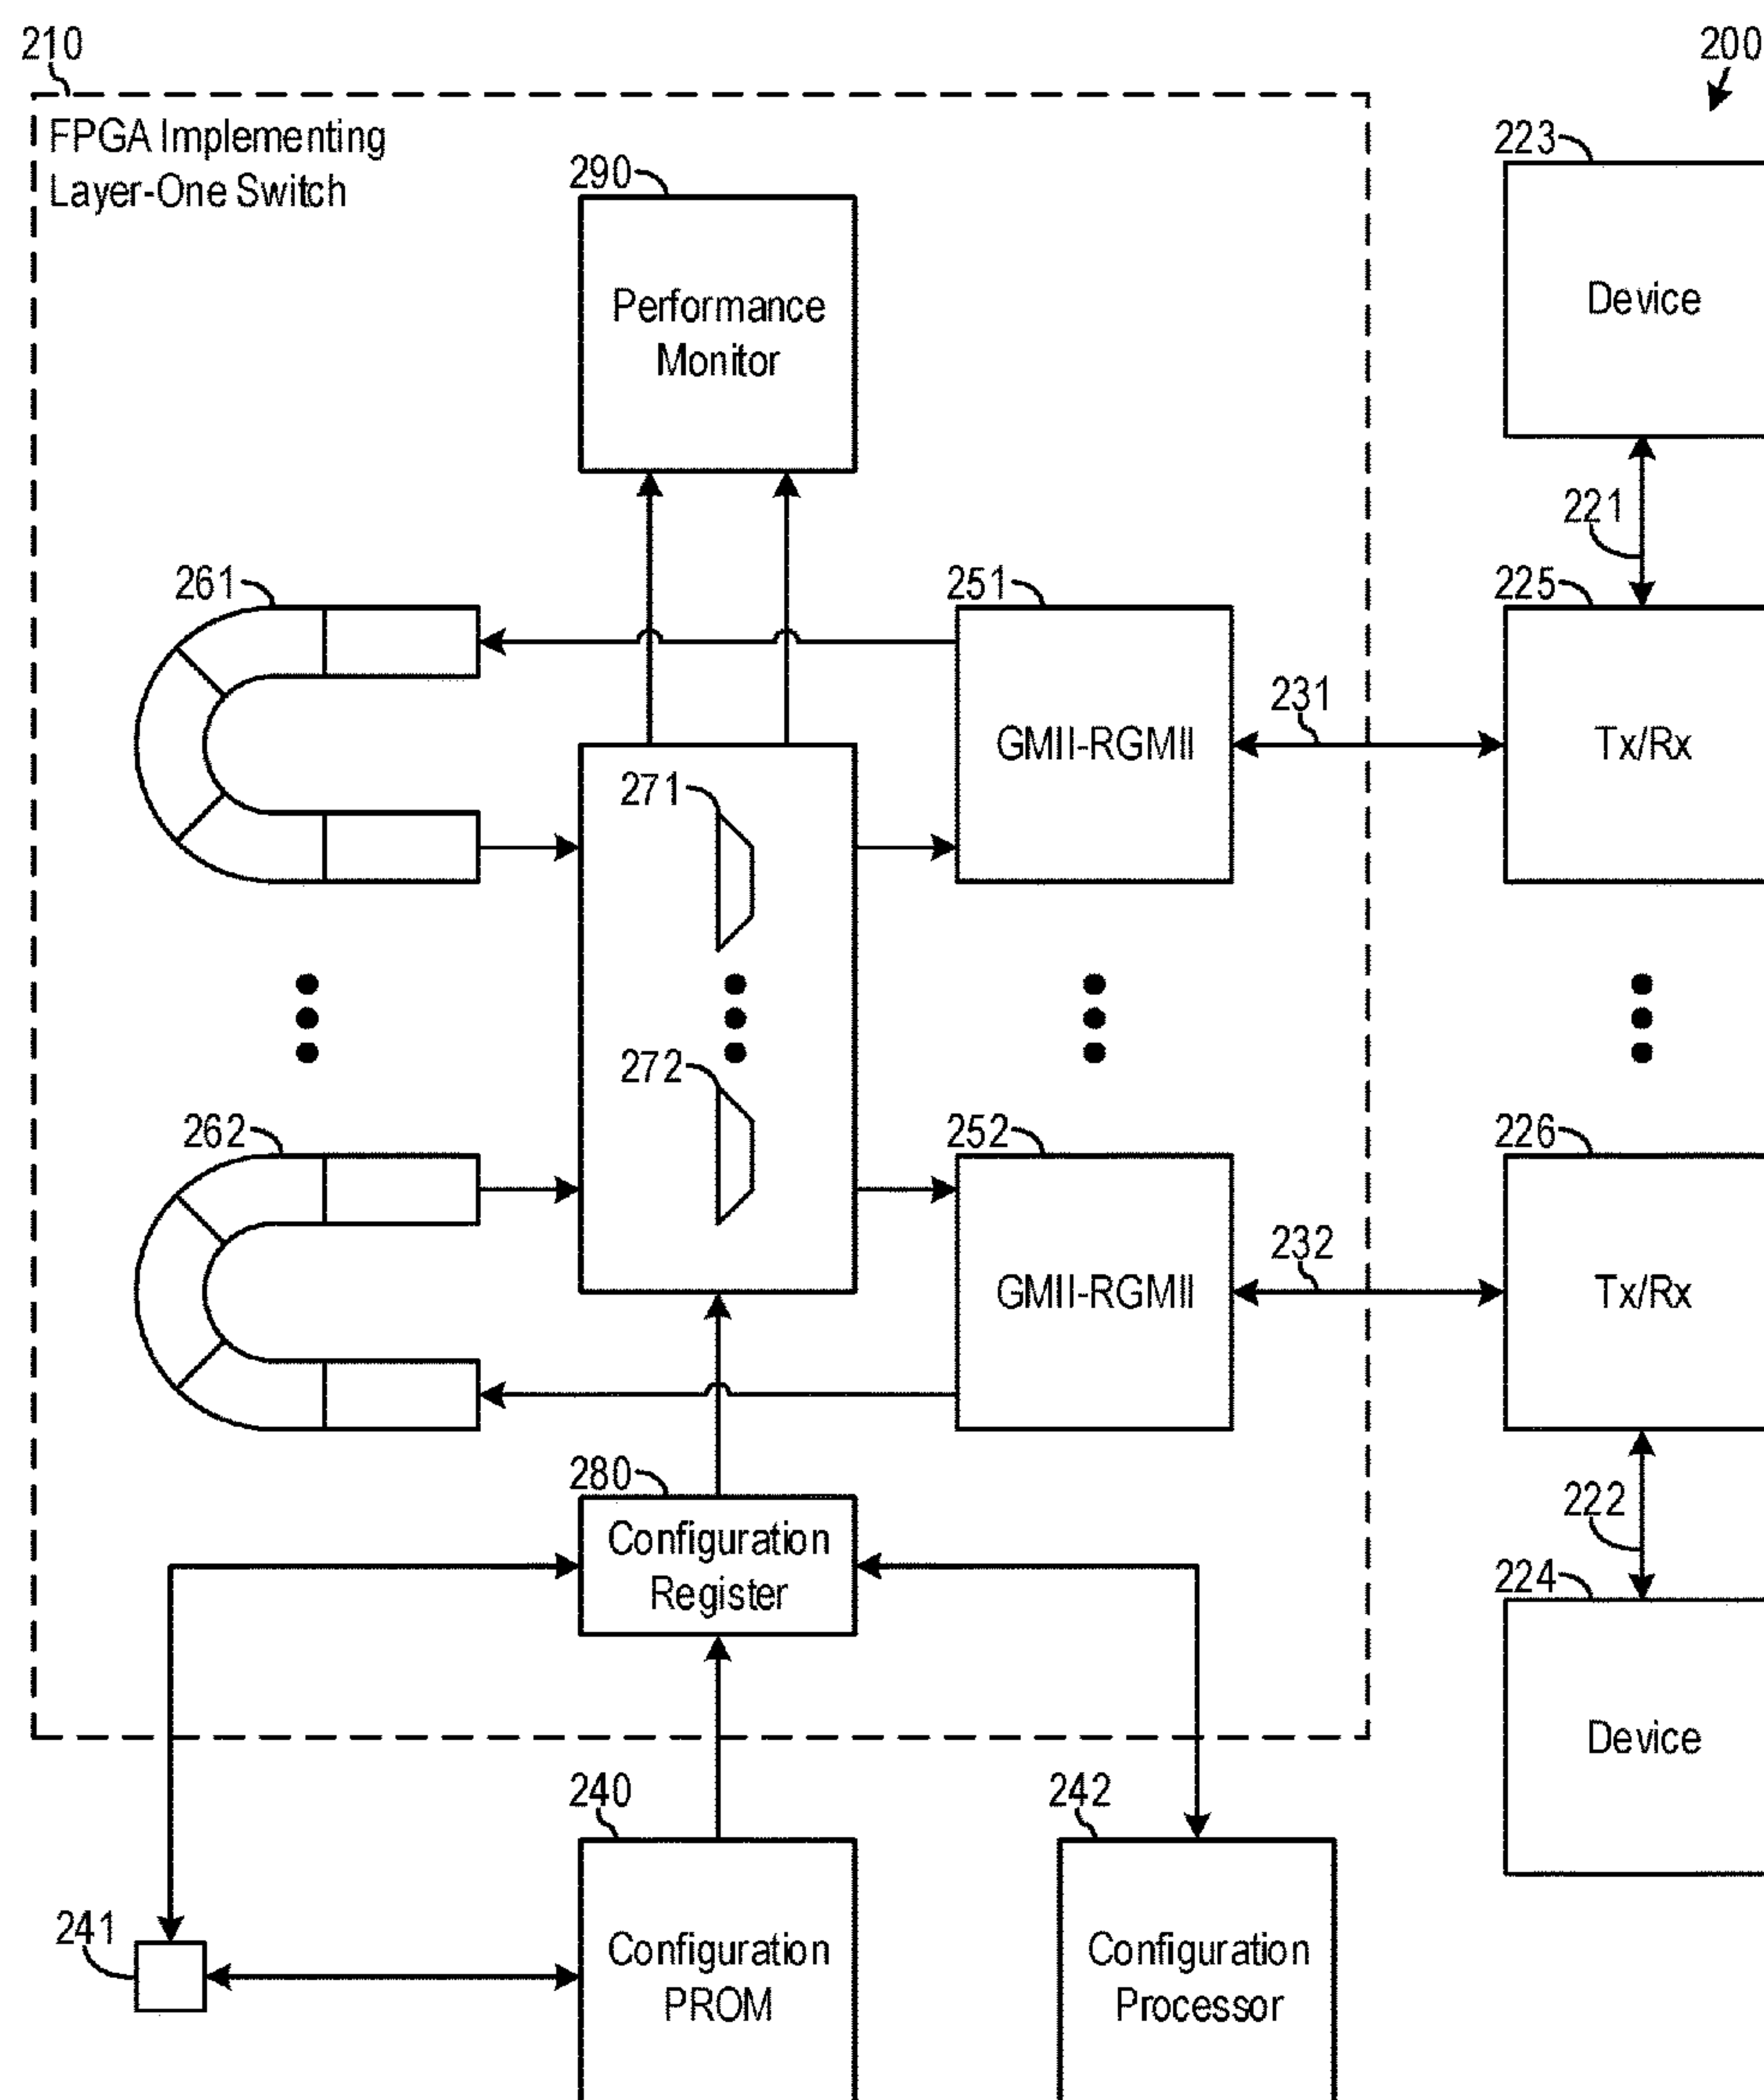 210
200
FPGA Implementing
Layer-One Switch
223
290
Device
Performance
Monitor
221
261
251
225
231
GMII-RGMII
Tx/Rx
271
272
262
252
226
232
GMII-RGMII
Tx/Rx
280
222
Configuration
Register
224
Device
240
242
241
Configuration
PROM
Configuration
Processor